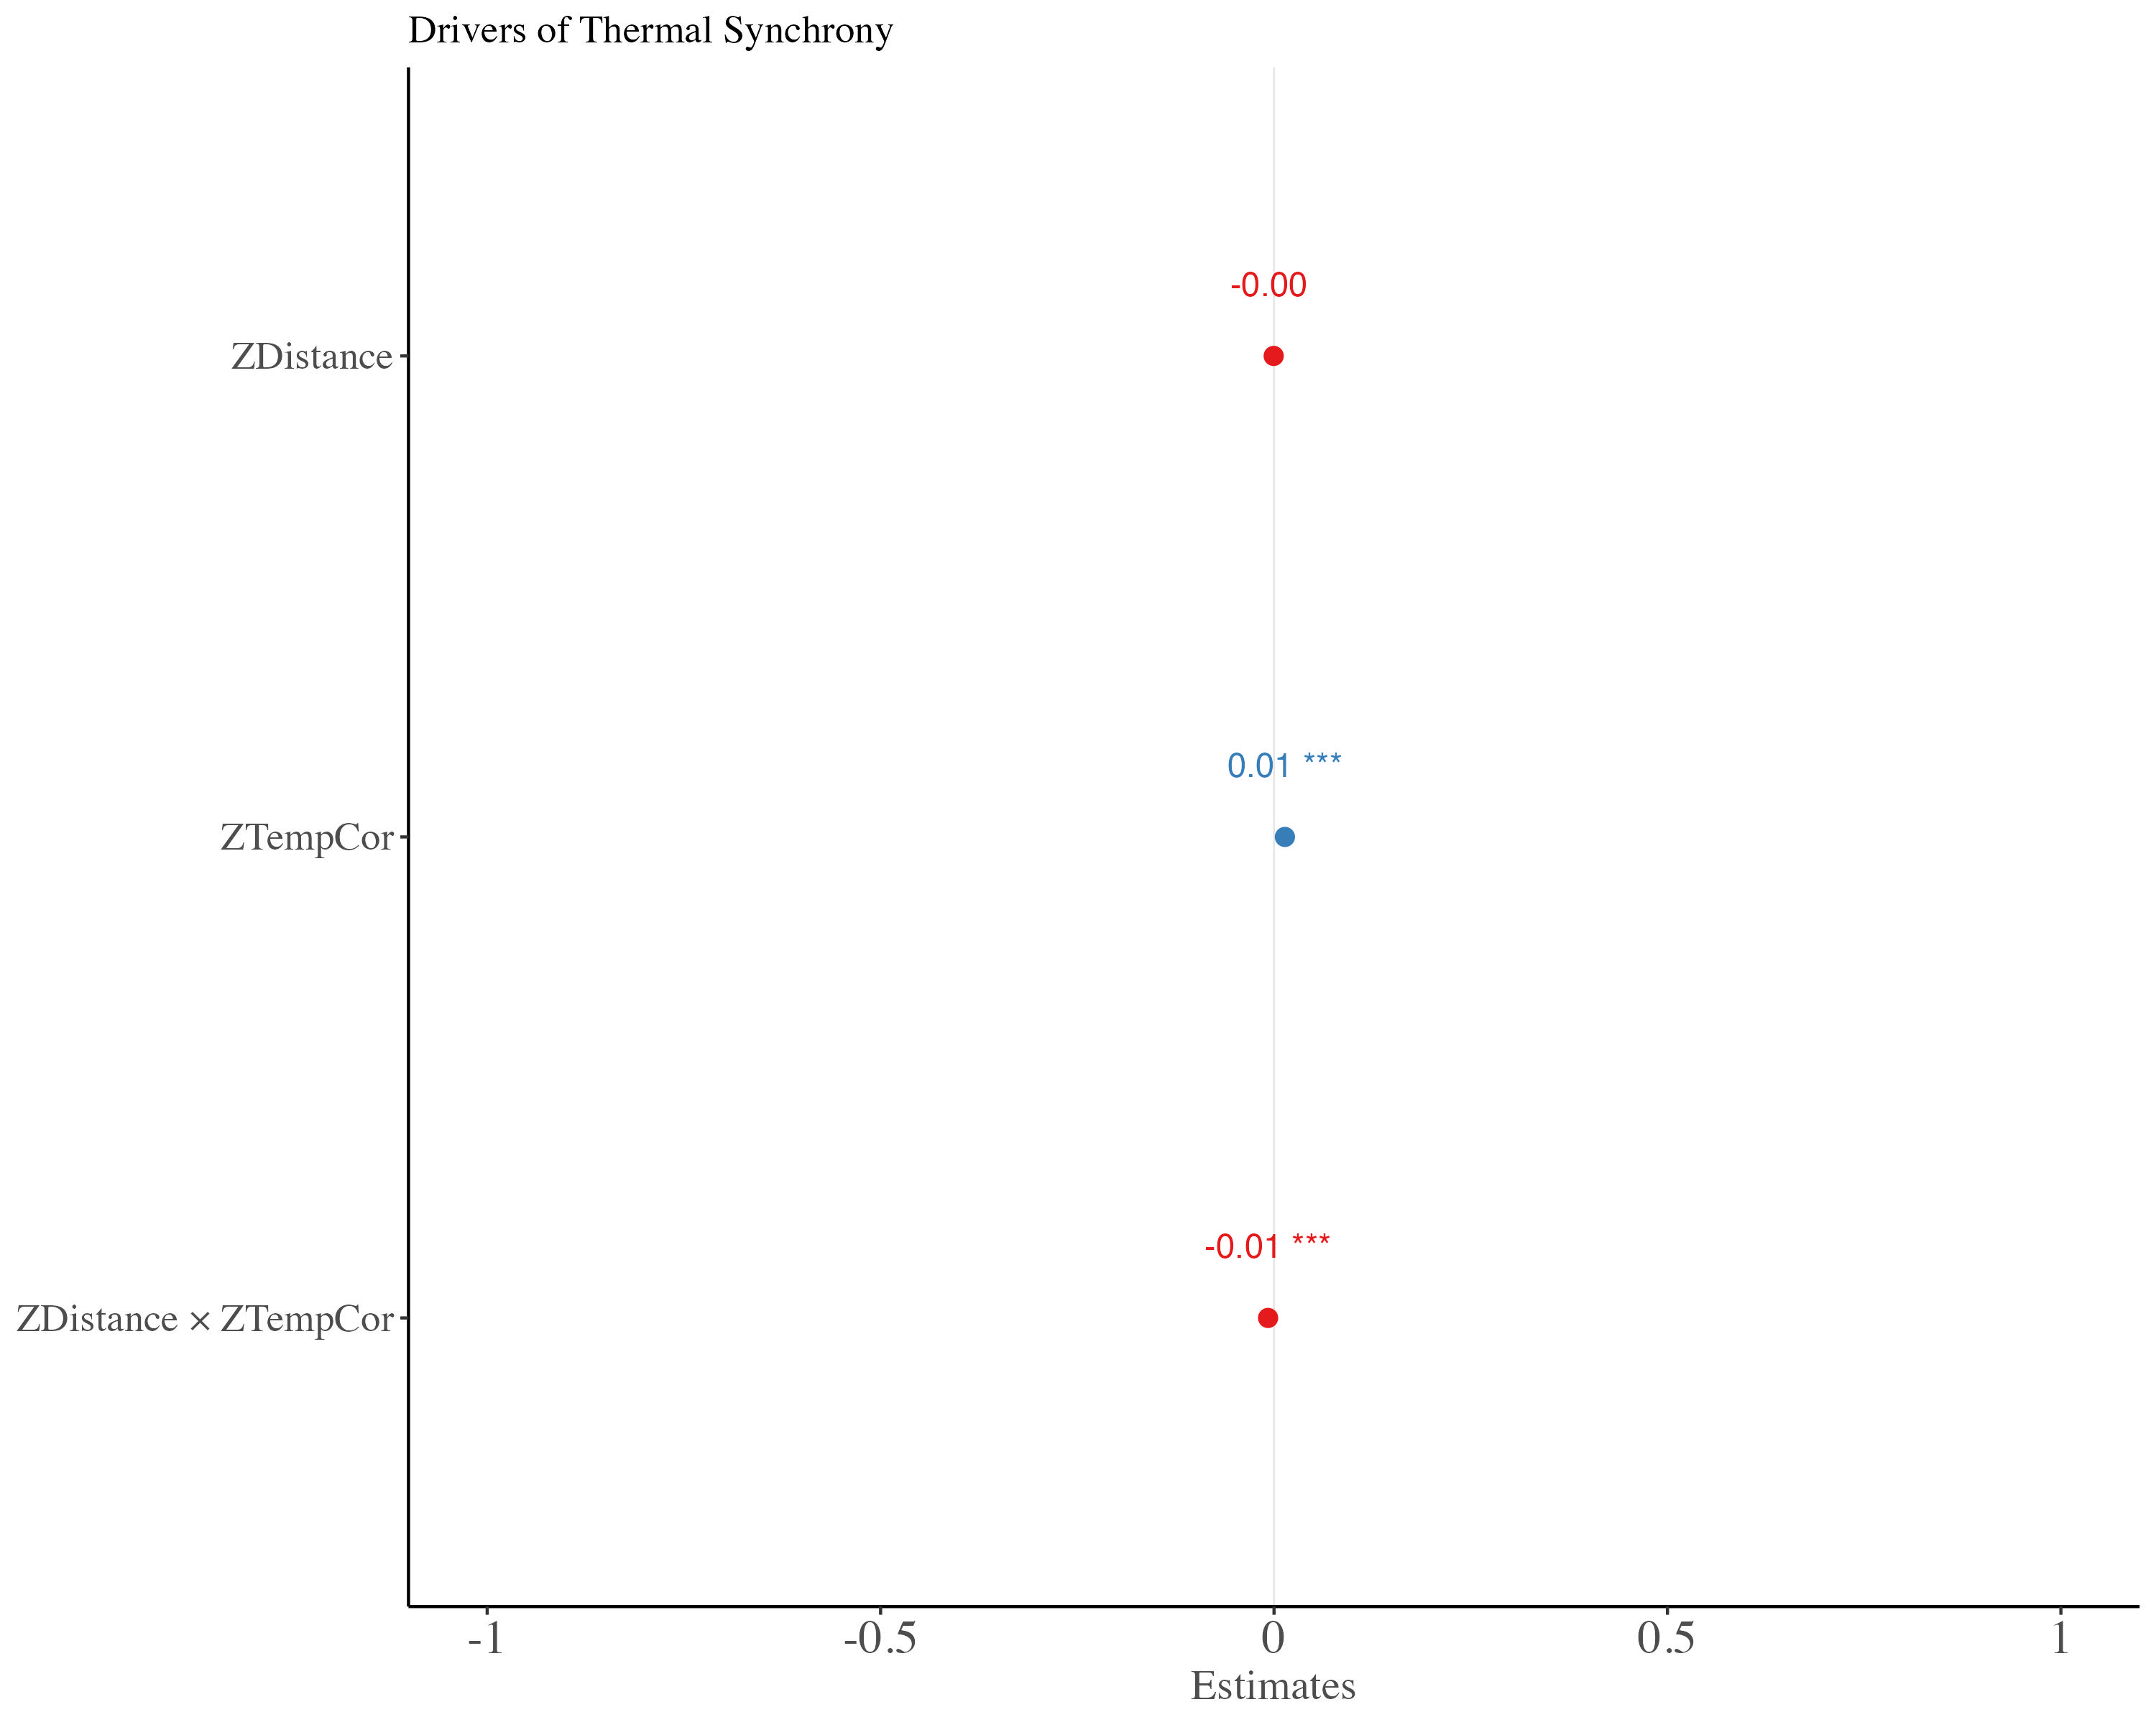 Drivers of Thermal Synchrony
-0.00
ZDistance
0.01 ***
ZTempCor
-0.01 ***
ZDistance × ZTempCor
-1 -0.5 0 0.5 1
Estimates